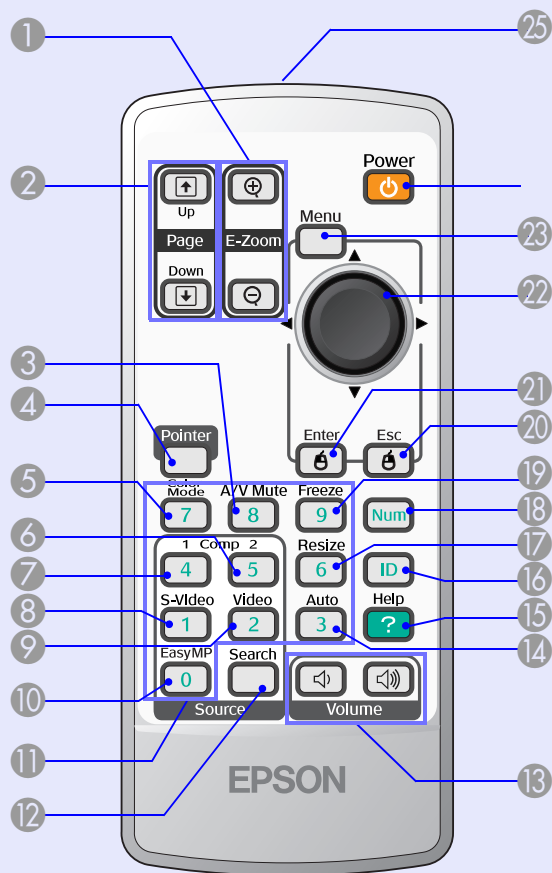 1
25
Power
2
Up
Menu
Page
E-Zoom
23
Down
22
3
4
21
Pointer
Enter
Esc
20
Color
Mode
A/V Mute
Freeze
19
5
7
8
9
Num
18
6
1 Comp 2
Resize
17
7
4
5
6
ID
16
S-VIdeo
Video
Auto
Help
8
1
2
3
?
15
9
14
EasyMP
Search
10
0
11
Source
Volume
13
12
EPSON